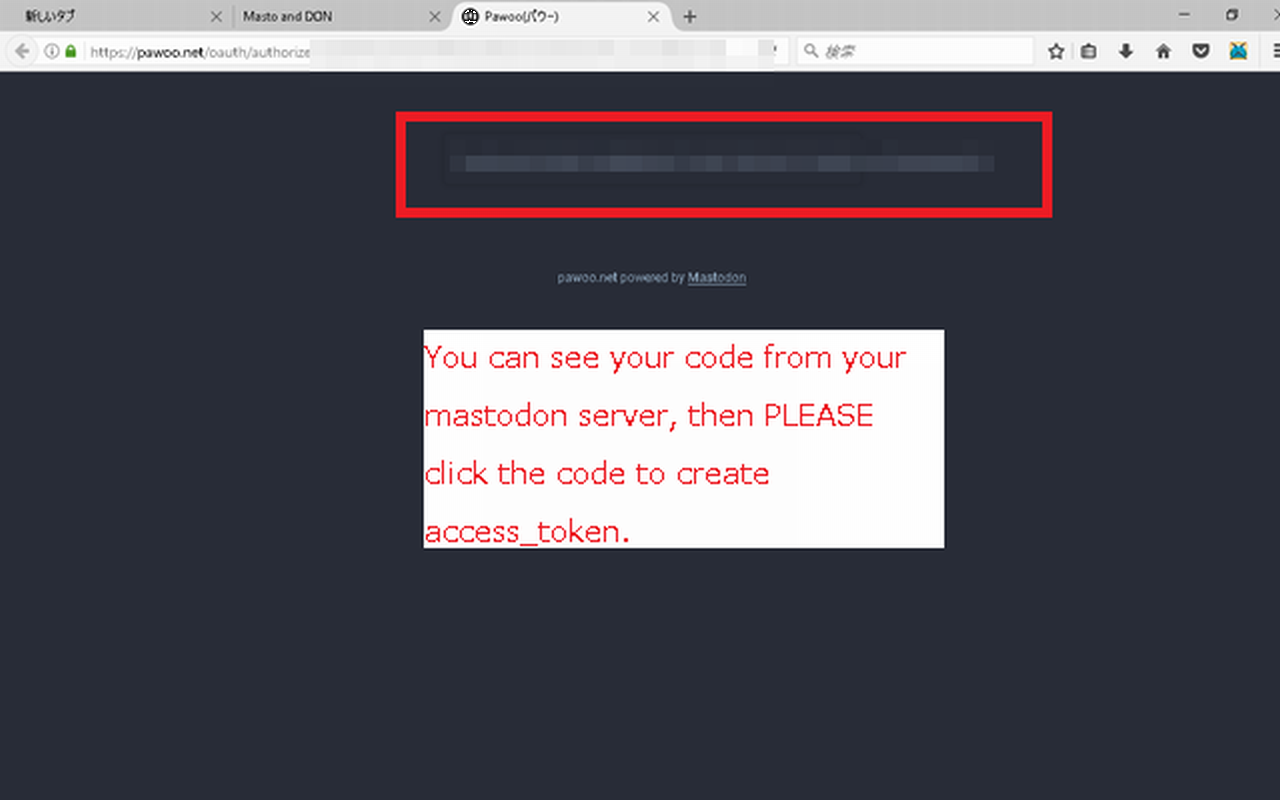 新しいタブ
Masto and DON
Pawoo(パワー)
https://pawoo.net/oauth/authorize
検索
pawoo.net powered by Mastodon
You can see your code from your
mastodon server, then PLEASE
click the code to create
access_token.